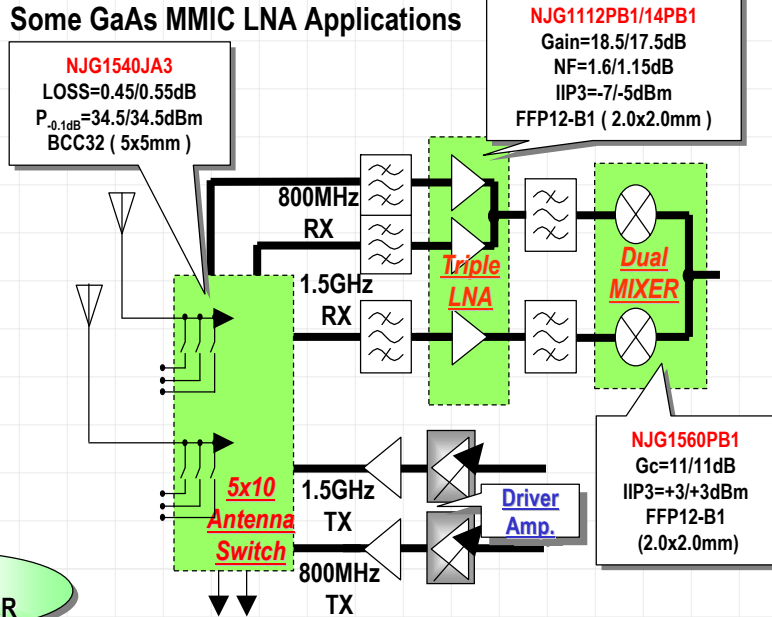 Some GaAs MMIC LNA Applications
NJG1112PB1/14PB1
Gain=18.5/17.5dB
NF=1.6/1.15dB
IIP3=-7/-5dBm
FFP12-B1 ( 2.0x2.0mm )
NJG1540JA3
LOSS=0.45/0.55dB
P-0.1dB=34.5/34.5dBm
BCC32 ( 5x5mm )
800MHz
RX
1.5GHz
RX
Triple
LNA
Dual
MIXER
NJG1560PB1
Gc=11/11dB
IIP3=+3/+3dBm
FFP12-B1
(2.0x2.0mm)
5x10
Antenna
Switch
1.5GHz
TX
800MHz
TX
Driver
Amp.
R